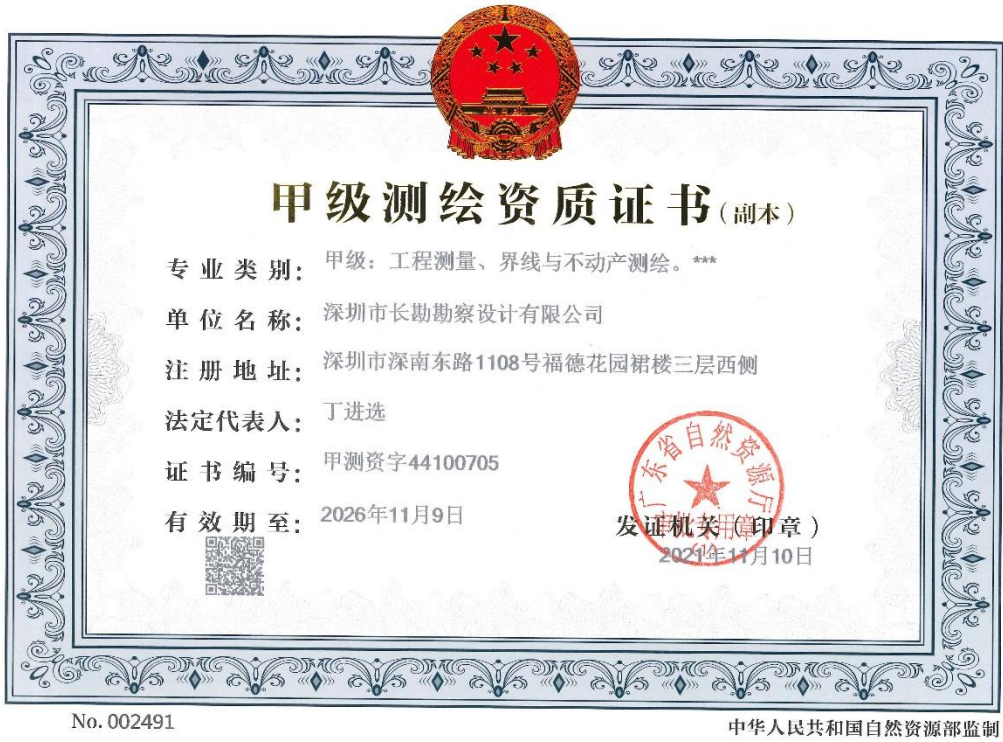 甲级测绘资质证书(副本)
专业类别: 甲级:工程测量、界线与不动产测绘。***
单位名称: 深圳市长勘勘察设计有限公司
注册地址: 深圳市深南东路1108号福德花园裙楼三层西侧
法定代表人: 丁进选
证书编号: 甲测资字44100705
有效期至: 2026年11月9日
广东省自然资源厅
审批专用章
(1)
发证机关(印章)
2021年11月10日
No. 002491
中华人民共和国自然资源部监制